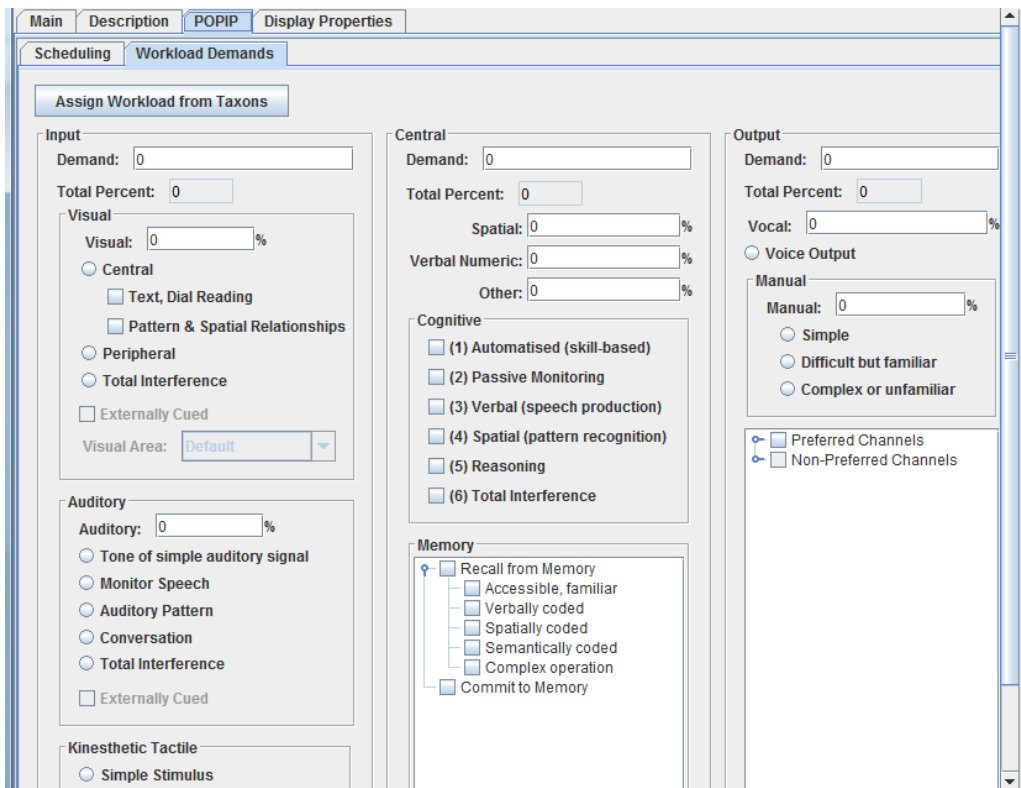 Main Description POPIP Display Properties
Scheduling Workload Demands
Assign Workload from Taxons
Input
Demand: 0
Total Percent: 0
Visual
Visual: 0 %
Central
Text, Dial Reading
Pattern & Spatial Relationships
Peripheral
Total Interference
Externally Cued
Visual Area: Default
Auditory
Auditory: 0 %
Tone of simple auditory signal
Monitor Speech
Auditory Pattern
Conversation
Total Interference
Externally Cued
Kinesthetic Tactile
Simple Stimulus
Central
Demand: 0
Total Percent: 0
Spatial: 0 %
Verbal Numeric: 0 %
Other: 0 %
Cognitive
(1) Automatised (skill-based)
(2) Passive Monitoring
(3) Verbal (speech production)
(4) Spatial (pattern recognition)
(5) Reasoning
(6) Total Interference
Memory
Recall from Memory
Accessible, familiar
Verbally coded
Spatially coded
Semantically coded
Complex operation
Commit to Memory
Output
Demand: 0
Total Percent: 0
Vocal: 0 %
Voice Output
Manual
Manual: 0 %
Simple
Difficult but familiar
Complex or unfamiliar
Preferred Channels
Non-Preferred Channels